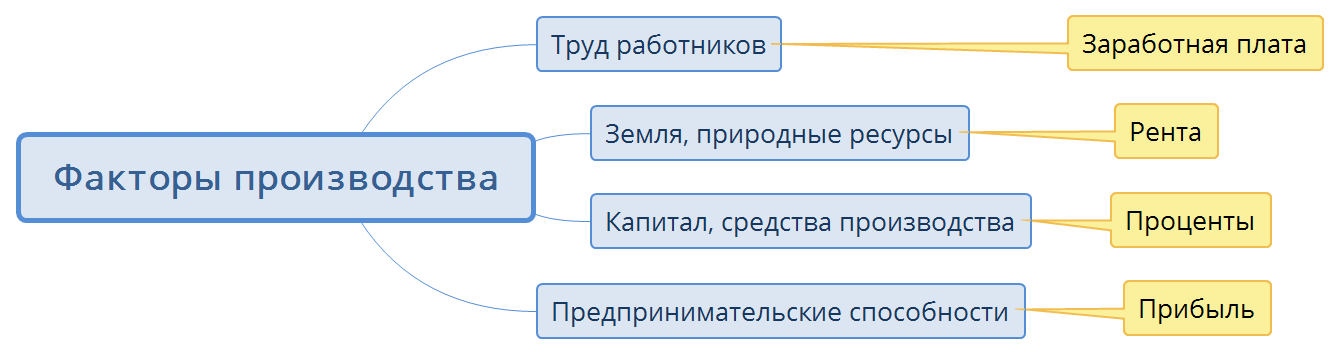 Факторы производства
Труд работников
Заработная плата
Земля, природные ресурсы
Рента
Капитал, средства производства
Проценты
Предпринимательские способности
Прибыль